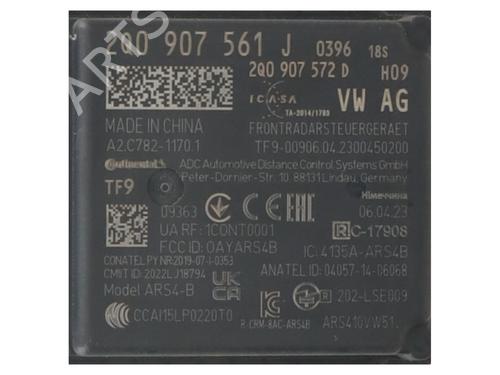 2Q0 907 561 J 0396 18S
2Q0 907 572 D H09
ICASA
TA-2014/1783
VW AG
MADE IN CHINA
FRONTRADARSTEUERGERAET
A2.C782-1170.1
TF9-00906.04.2300450200
Continental
ADC Automotive Distance Control Systems GmbH
TF9
Peter-Dornier-Str. 10, 88131 Lindau, Germany
Німеччина
09363
06.04.23
UA RF: 1CONT0001
R C-17908
FCC ID: OAYARS4B
IC: 4135A-ARS4B
CONATEL PY NR-2019-07-I-0353
ANATEL ID: 04057-14-06068
CMIIT ID: 2022LJ18794
UK CA
Model ARS4-B
R 202-LSE009
CCAI15LP0220T0
R-CRM-8AC-ARS4B
ARS410VW51.
ARTS